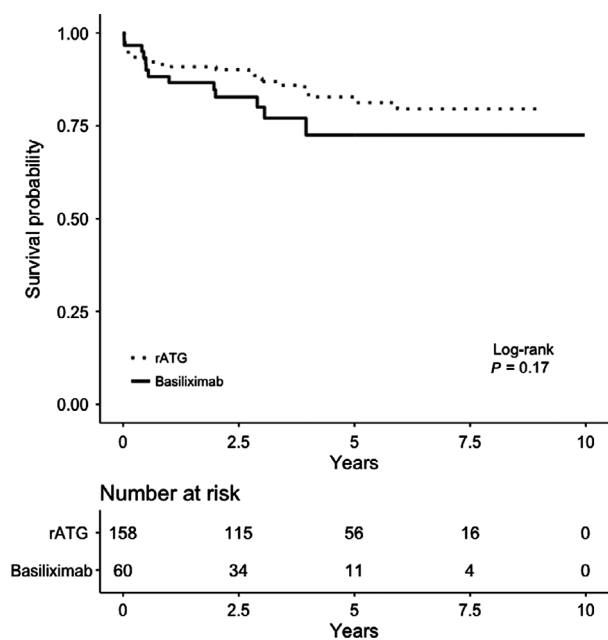 1.00
0.75
0.50
0.25
0.00
Survival probability
rATG
Basiliximab
Log-rank
P = 0.17
0 2.5 5 7.5 10
Years
Number at risk
rATG 158 115 56 16 0
Basiliximab 60 34 11 4 0
0 2.5 5 7.5 10
Years